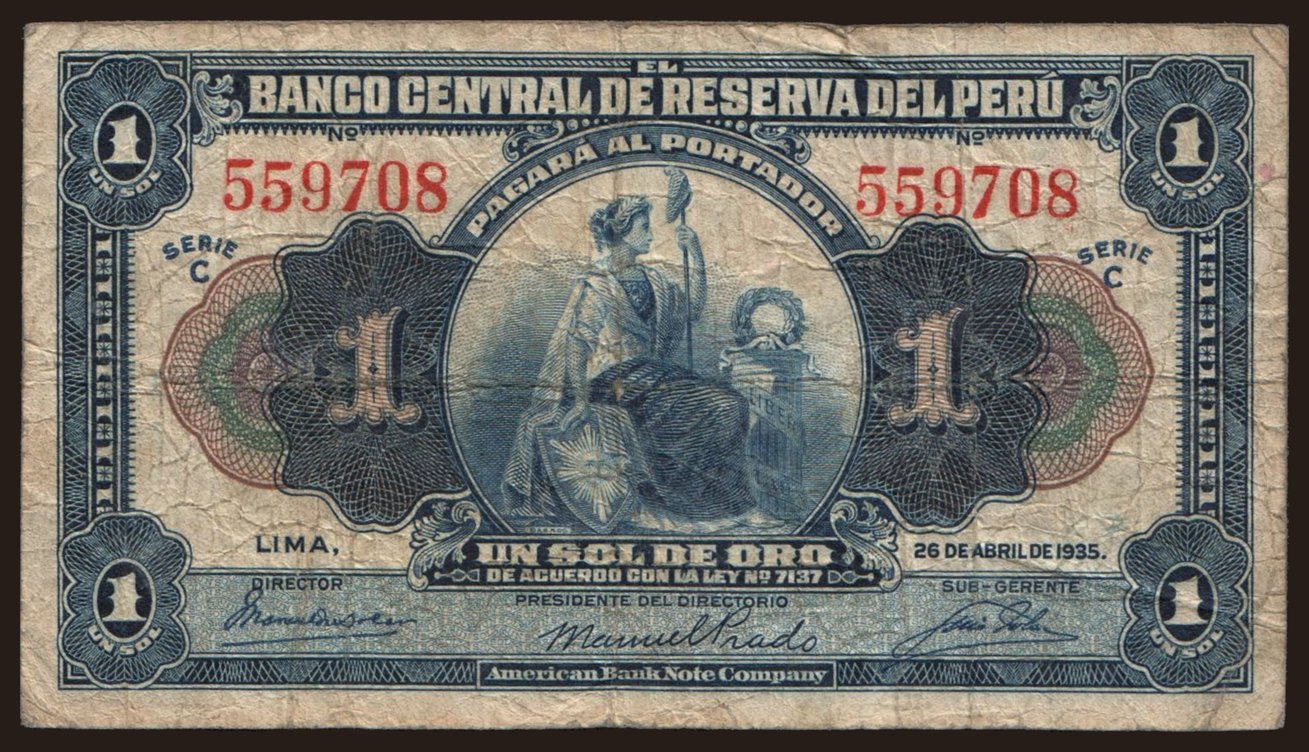 EL
BANCO CENTRAL DE RESERVA DEL PERÚ
Nº
Nº
PAGARÁ AL PORTADOR
559708
559708
1
UN SOL
1
UN SOL
SERIE
C
SERIE
C
1
1
LIMA,
UN SOL DE ORO
26 DE ABRIL DE 1935.
DE ACUERDO CON LA LEY Nº 7137
DIRECTOR
PRESIDENTE DEL DIRECTORIO
SUB-GERENTE
Manuel Prado
1
UN SOL
1
UN SOL
American Bank Note Company